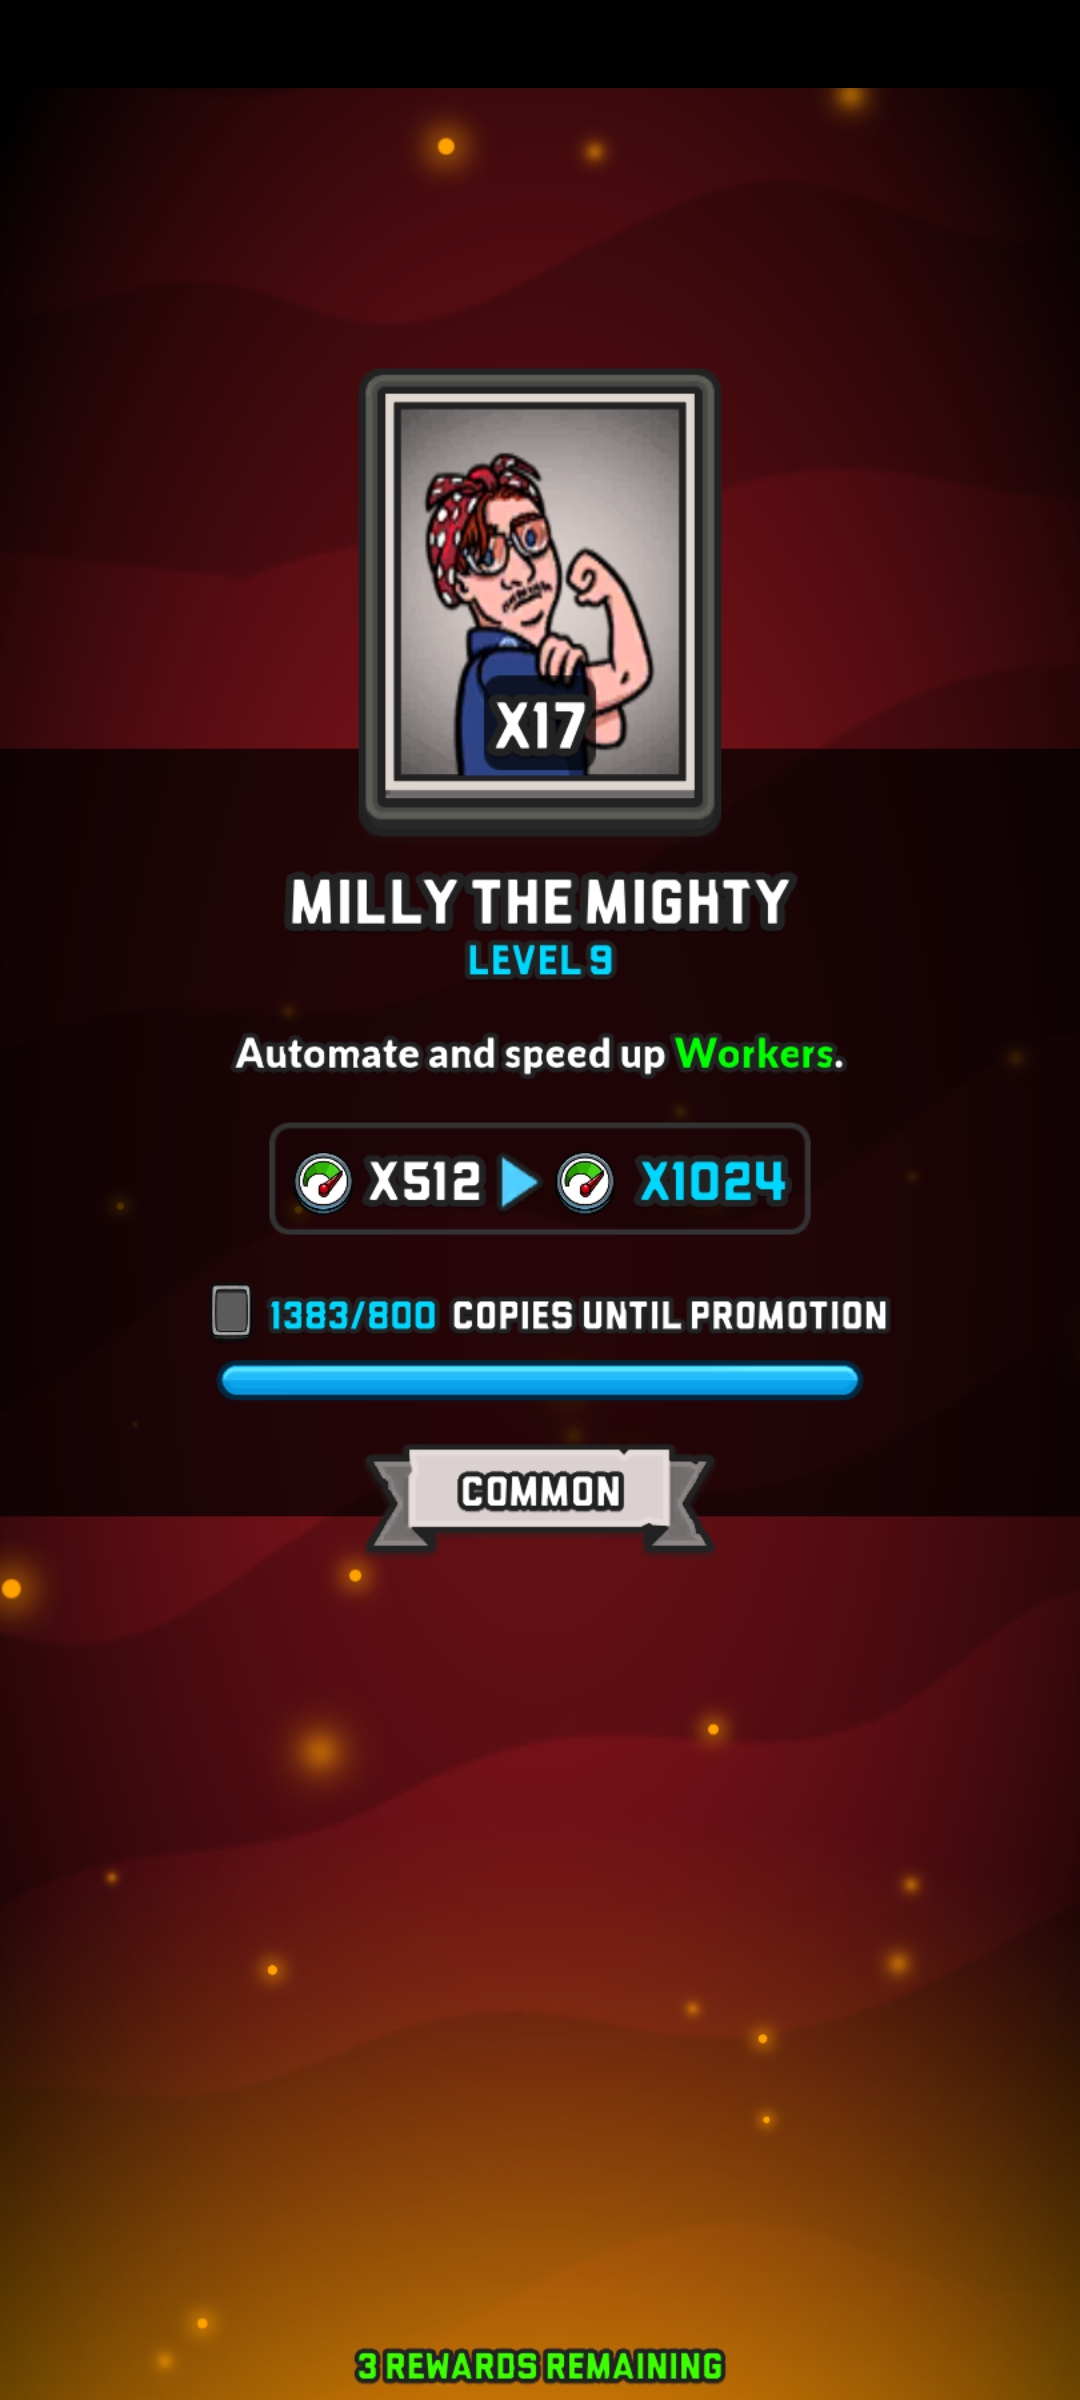 X17
MILLY THE MIGHTY
LEVEL 9
Automate and speed up Workers.
X512 X1024
1383/800 COPIES UNTIL PROMOTION
COMMON
3 REWARDS REMAINING